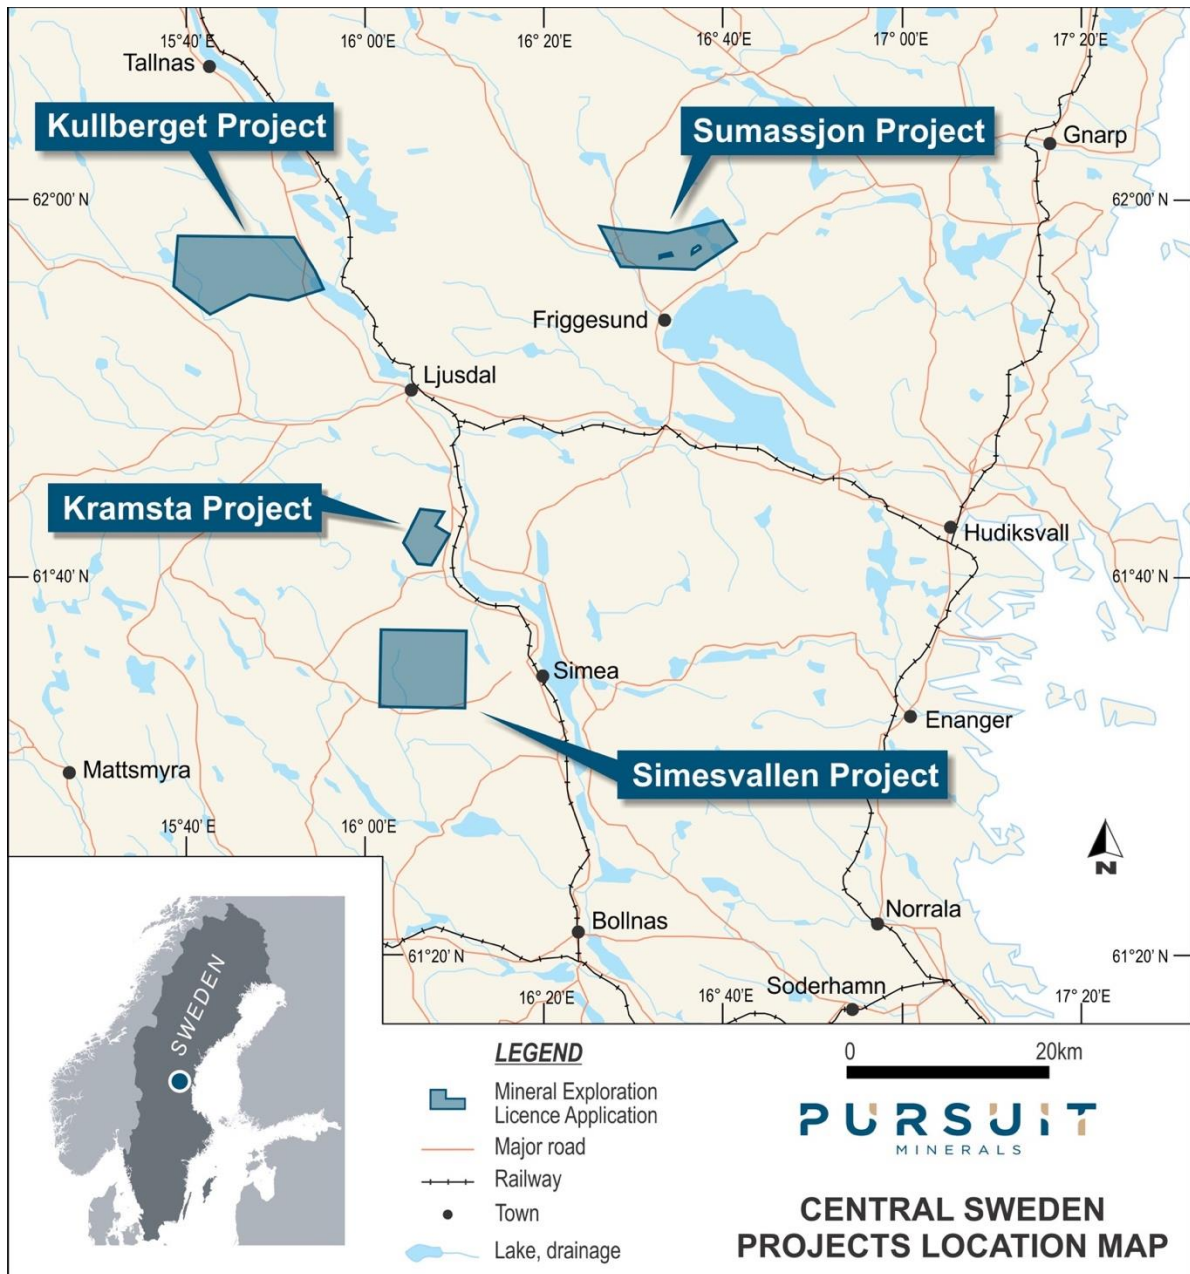 15°40' E
16°00' E
16°20' E
16° 40' E
17°00' E
17°20' E
Tallnas
Kullberget Project
Sumassjon Project
Gnarp
62°00' N
62°00' N
Friggesund
Ljusdal
Kramsta Project
Hudiksvall
61°40' N
61°40' N
Simea
Enanger
Mattsmyra
Simesvallen Project
15°40' E
16°00' E
N
Norrala
Bollnas
61°20' N
61°20' N
Soderhamn
16° 20'E
16° 40'E
17° 20'E
SWEDEN
LEGEND
Mineral Exploration
Licence Application
Major road
Railway
Town
Lake, drainage
0 20km
PURSUIT
MINERALS
CENTRAL SWEDEN
PROJECTS LOCATION MAP